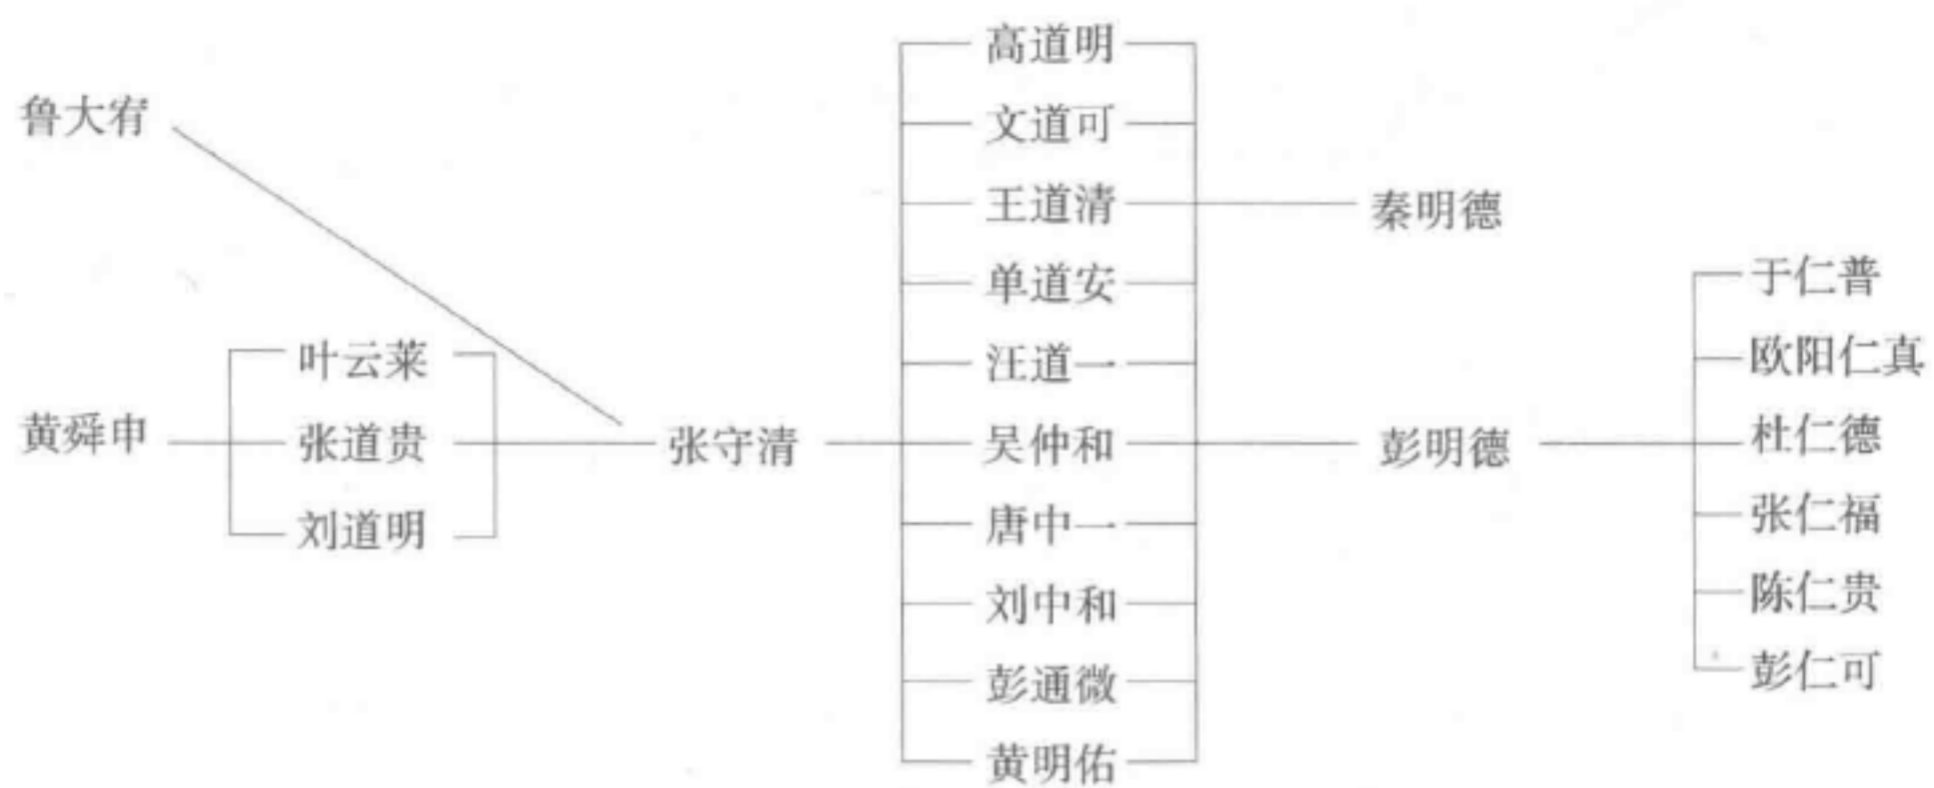 鲁大宥
黄舜申
叶云莱
张道贵
刘道明
张守清
高道明
文道可
王道清
单道安
汪道一
吴仲和
唐中一
刘中和
彭通微
黄明佑
秦明德
彭明德
于仁普
欧阳仁真
杜仁德
张仁福
陈仁贵
彭仁可